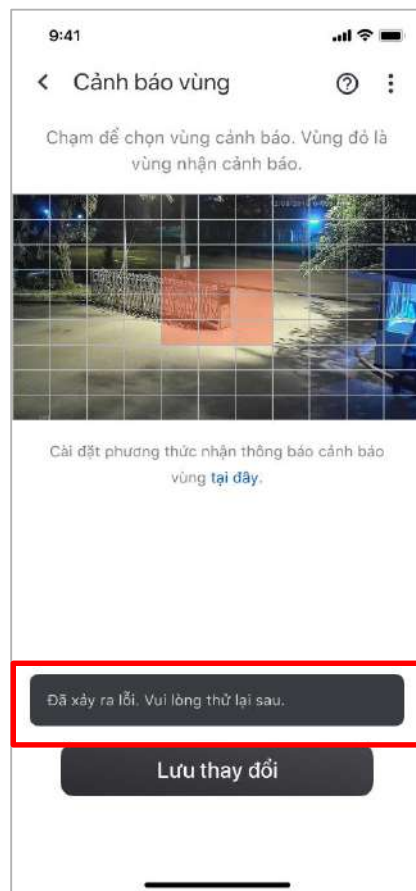 9:41
Cảnh báo vùng
Chạm để chọn vùng cảnh báo. Vùng đỏ là
vùng nhận cảnh báo.
Cài đặt phương thức nhận thông báo cảnh báo
vùng tại đây.
Đã xảy ra lỗi. Vui lòng thử lại sau.
Lưu thay đổi